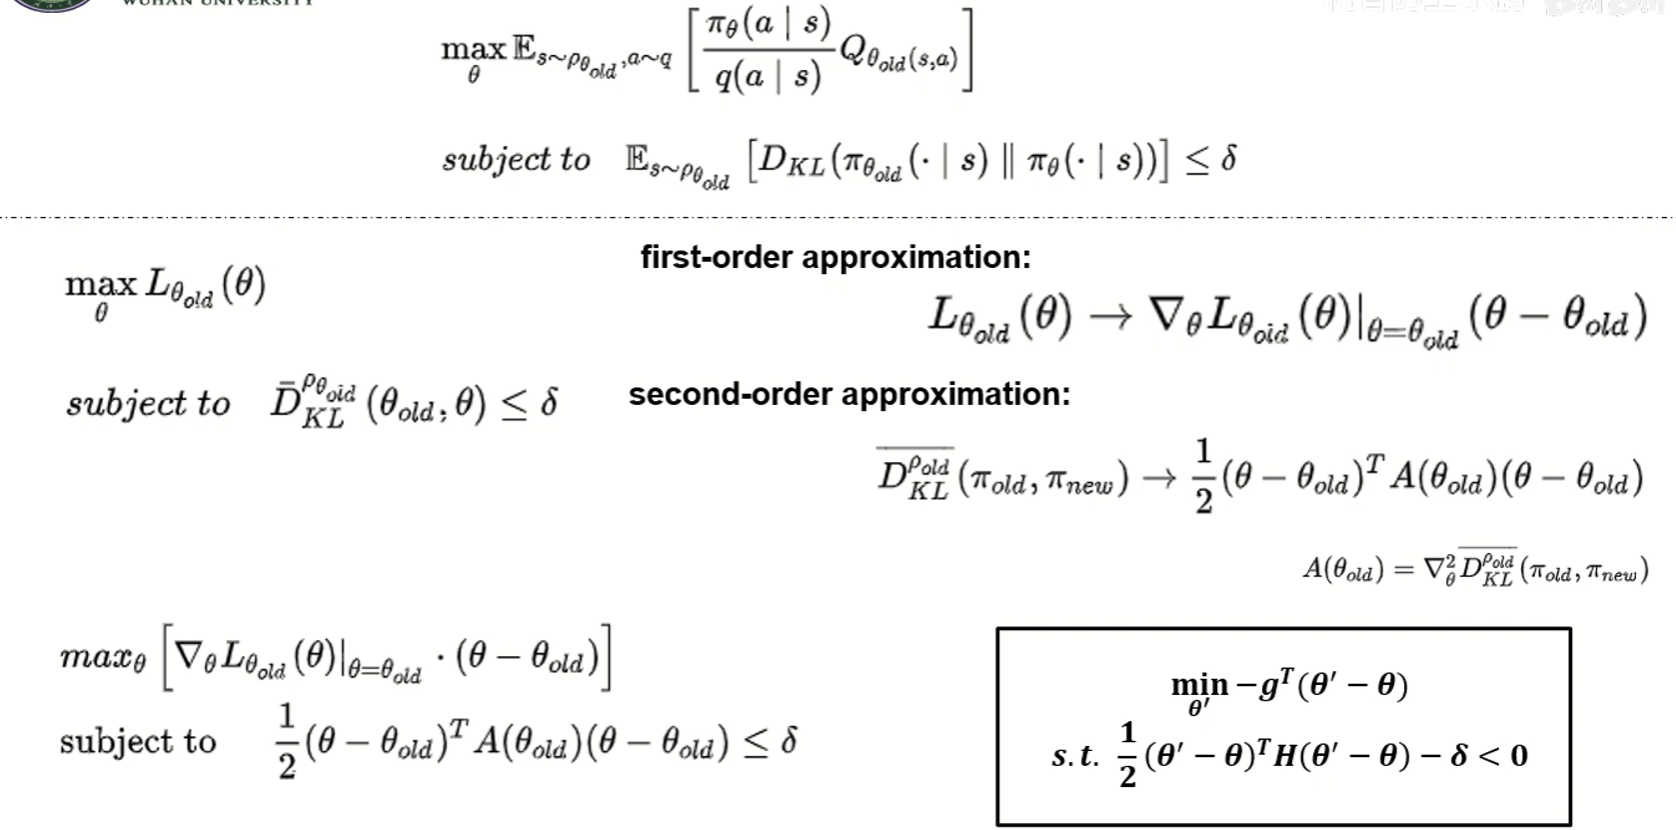 WUHAN UNIVERSITY
\max_{\theta} \mathbb{E}_{s \sim \rho_{\theta_{old}}, a \sim q} \left[ \frac{\pi_\theta(a \mid s)}{q(a \mid s)} Q_{\theta_{old}(s,a)} \right]
subject to \mathbb{E}_{s \sim \rho_{\theta_{old}}} \left[ D_{KL}(\pi_{\theta_{old}}(\cdot \mid s) \parallel \pi_\theta(\cdot \mid s)) \right] \leq \delta
first-order approximation:
\max_{\theta} L_{\theta_{old}}(\theta)
L_{\theta_{old}}(\theta) \rightarrow \nabla_\theta L_{\theta_{old}}(\theta)|_{\theta=\theta_{old}} (\theta - \theta_{old})
subject to \bar{D}_{KL}^{\rho_{\theta_{old}}}(\theta_{old}, \theta) \leq \delta
second-order approximation:
\overline{D_{KL}^{\rho_{old}}}(\pi_{old}, \pi_{new}) \rightarrow \frac{1}{2}(\theta - \theta_{old})^T A(\theta_{old})(\theta - \theta_{old})
A(\theta_{old}) = \nabla_\theta^2 \overline{D_{KL}^{\rho_{old}}}(\pi_{old}, \pi_{new})
max_\theta \left[ \nabla_\theta L_{\theta_{old}}(\theta)|_{\theta=\theta_{old}} \cdot (\theta - \theta_{old}) \right]
subject to \frac{1}{2}(\theta - \theta_{old})^T A(\theta_{old})(\theta - \theta_{old}) \leq \delta
\min_{\theta'} -g^T(\theta' - \theta)
s.t. \frac{1}{2}(\theta' - \theta)^T H(\theta' - \theta) - \delta < 0